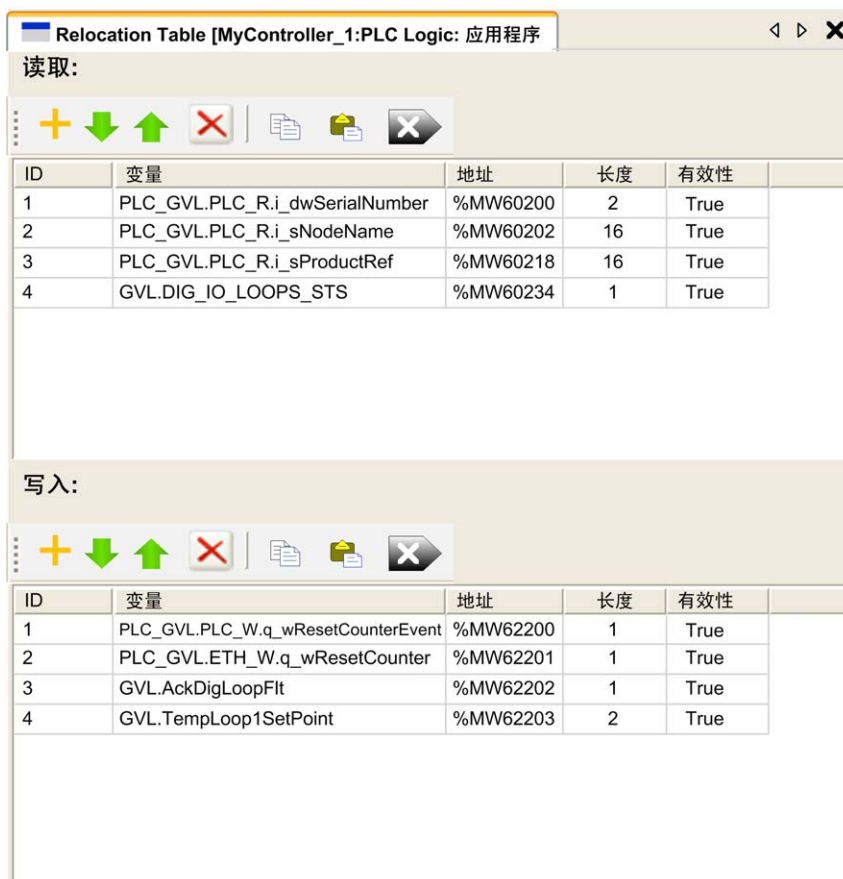 Relocation Table [MyController_1:PLC Logic: 应用程序
读取:
ID 变量 地址 长度 有效性
1 PLC_GVL.PLC_R.i_dwSerialNumber %MW60200 2 True
2 PLC_GVL.PLC_R.i_sNodeName %MW60202 16 True
3 PLC_GVL.PLC_R.i_sProductRef %MW60218 16 True
4 GVL.DIG_IO_LOOPS_STS %MW60234 1 True
写入:
ID 变量 地址 长度 有效性
1 PLC_GVL.PLC_W.q_wResetCounterEvent %MW62200 1 True
2 PLC_GVL.ETH_W.q_wResetCounter %MW62201 1 True
3 GVL.AckDigLoopFlt %MW62202 1 True
4 GVL.TempLoop1SetPoint %MW62203 2 True